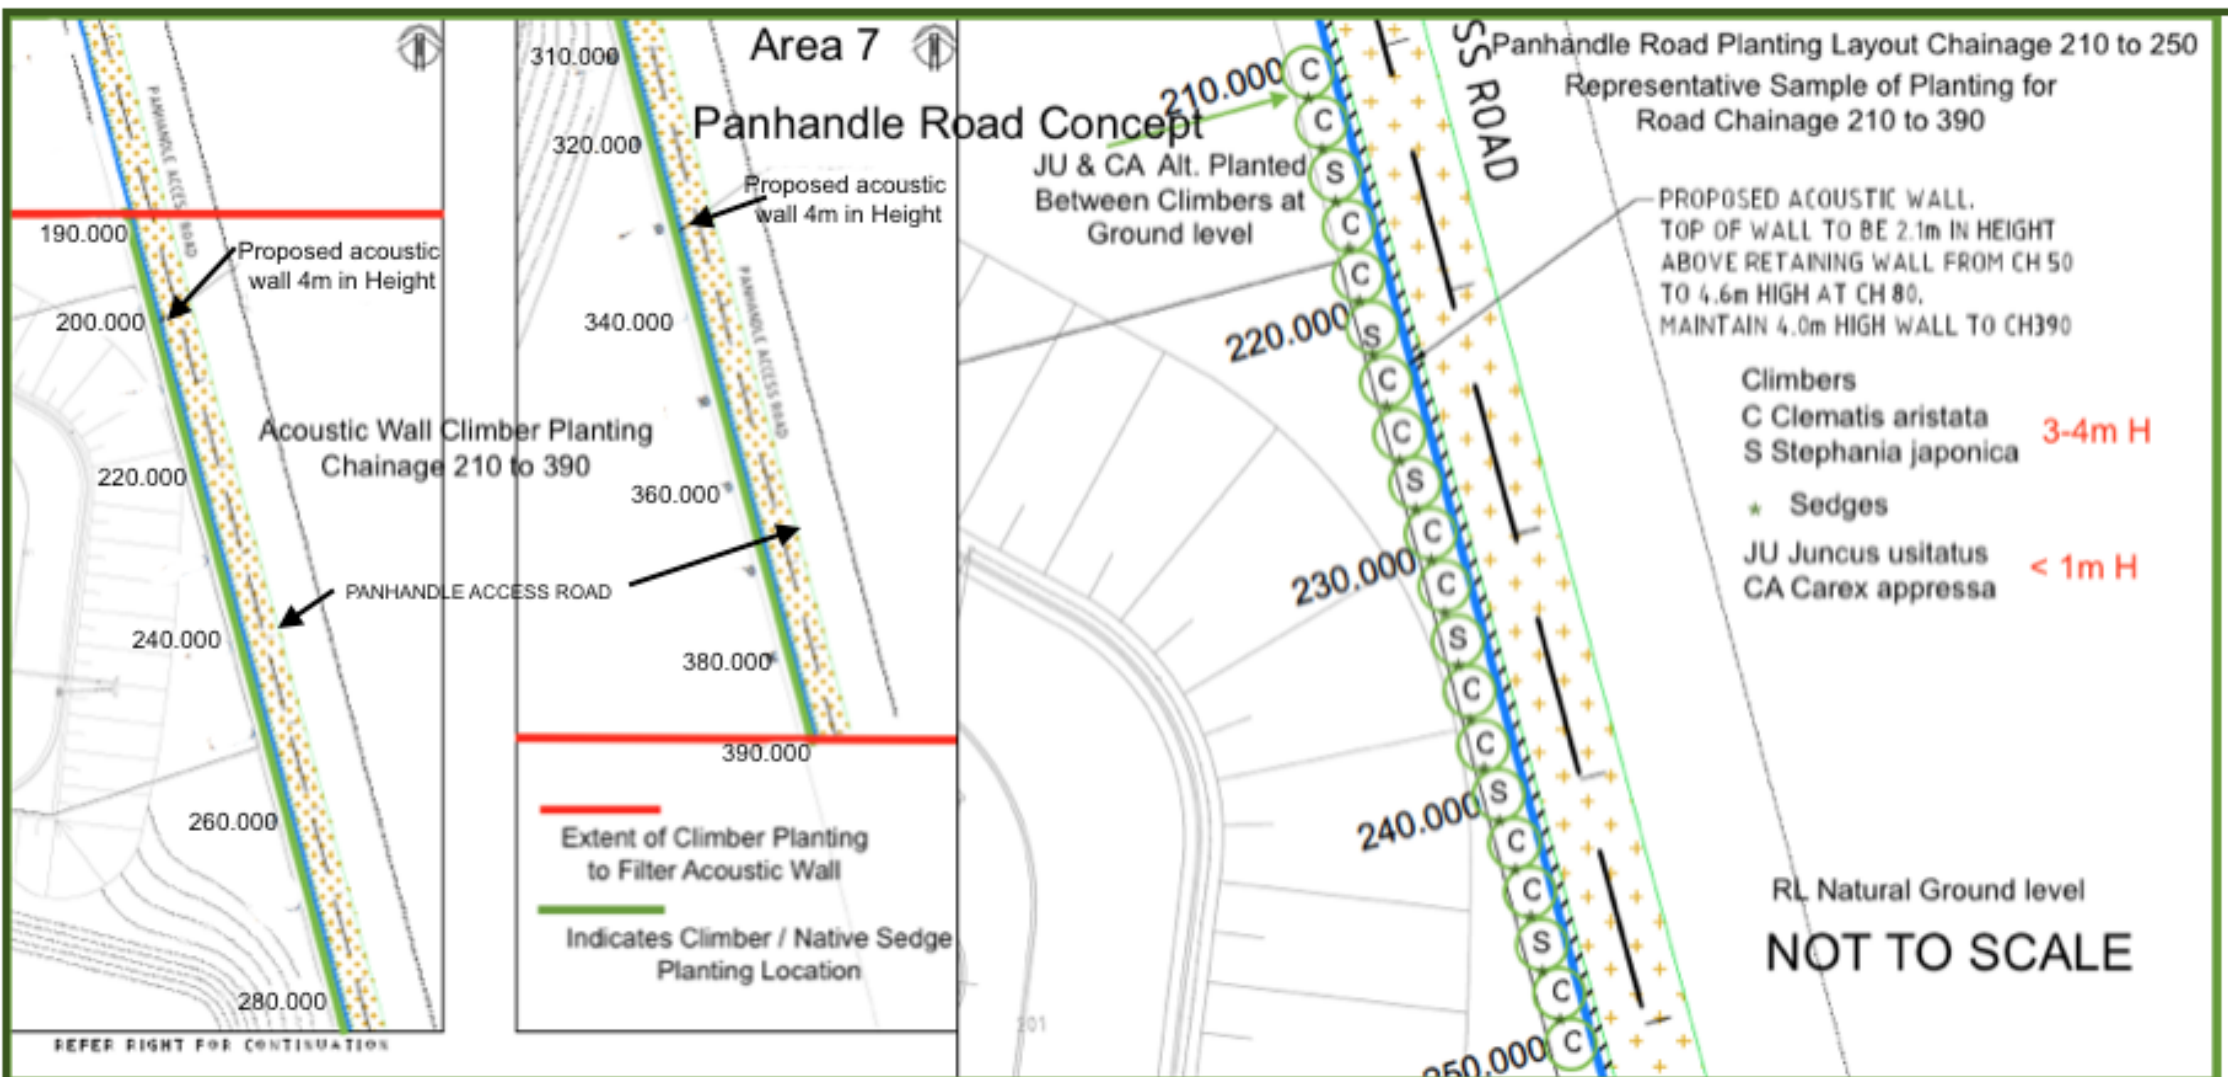 PANHANDLE ACCESS ROAD
190.000
Proposed acoustic
wall 4m in Height
200.000
Acoustic Wall Climber Planting
Chainage 210 to 390
220.000
PANHANDLE ACCESS ROAD
240.000
260.000
280.000
REFER RIGHT FOR CONTINUATION
Area 7
Panhandle Road Concept
310.000
320.000
Proposed acoustic
wall 4m in Height
PANHANDLE ACCESS ROAD
340.000
360.000
380.000
390.000
Extent of Climber Planting
to Filter Acoustic Wall
Indicates Climber / Native Sedge
Planting Location
SS ROAD
Panhandle Road Planting Layout Chainage 210 to 250
Representative Sample of Planting for
Road Chainage 210 to 390
210.000
JU & CA Alt. Planted
Between Climbers at
Ground level
PROPOSED ACOUSTIC WALL.
TOP OF WALL TO BE 2.1m IN HEIGHT
ABOVE RETAINING WALL FROM CH 50
TO 4.6m HIGH AT CH 80.
MAINTAIN 4.0m HIGH WALL TO CH390
220.000
230.000
240.000
250.000
C
C
S
C
C
S
C
C
S
C
C
S
C
C
S
C
C
S
C
C
Climbers
C Clematis aristata
S Stephania japonica
3-4m H
Sedges
JU Juncus usitatus
CA Carex appressa
< 1m H
RL Natural Ground level
NOT TO SCALE
201